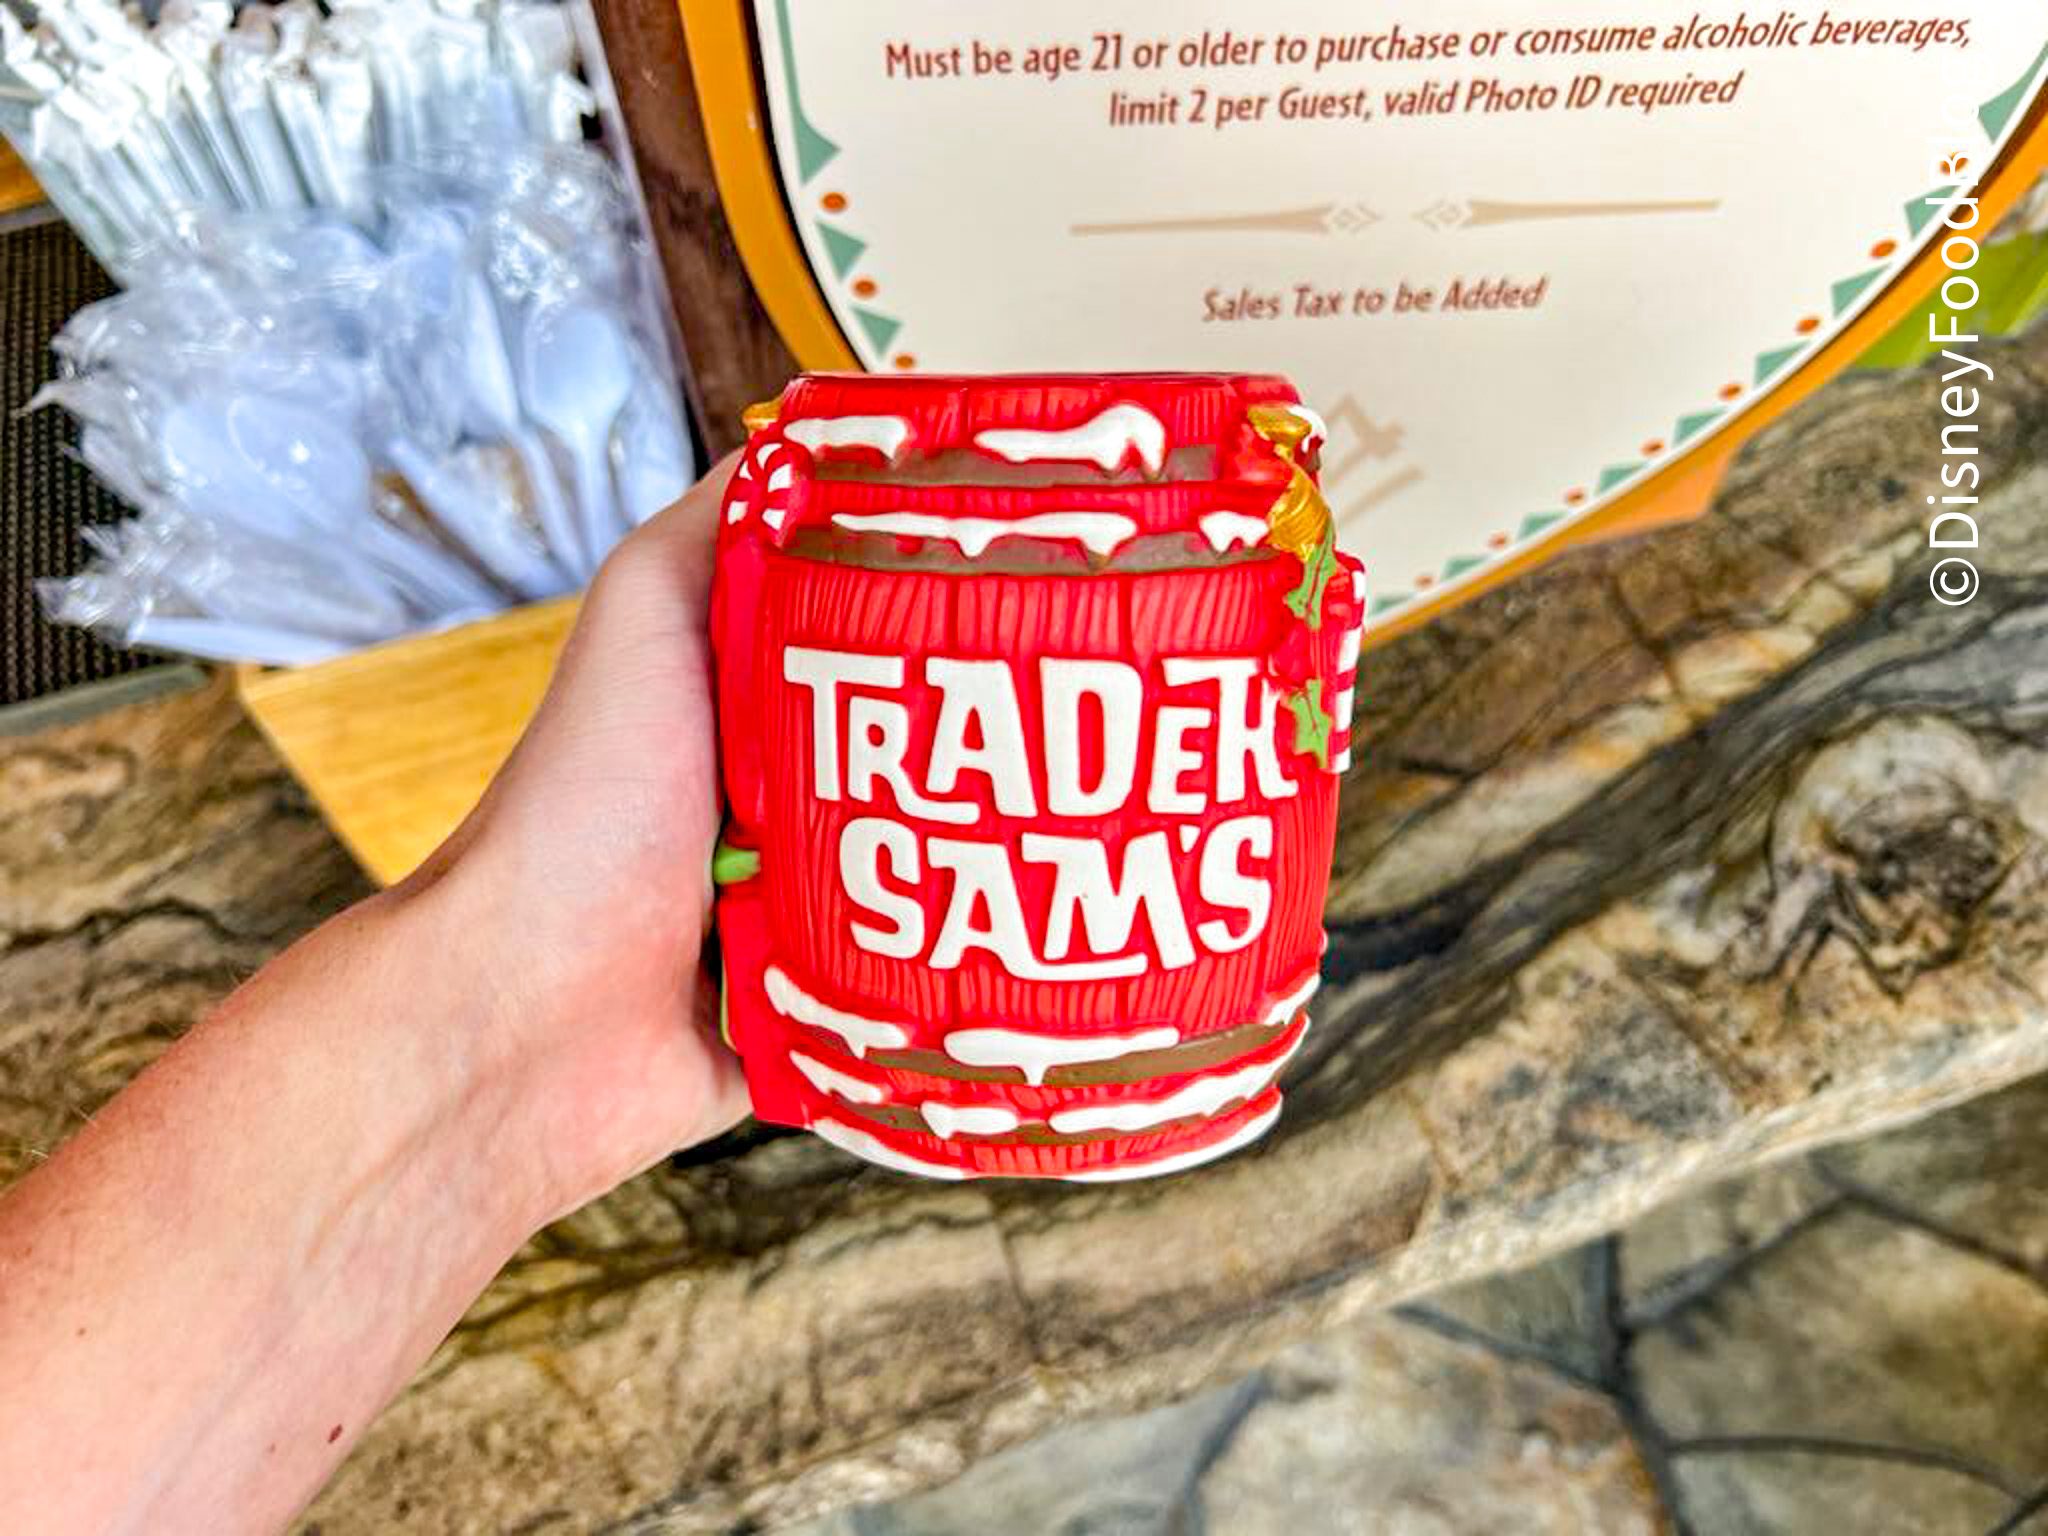 Must be age 21 or older to purchase or consume alcoholic beverages,
limit 2 per Guest, valid Photo ID required
Sales Tax to be Added
TRADER
SAM'S
©DisneyFoodBlog